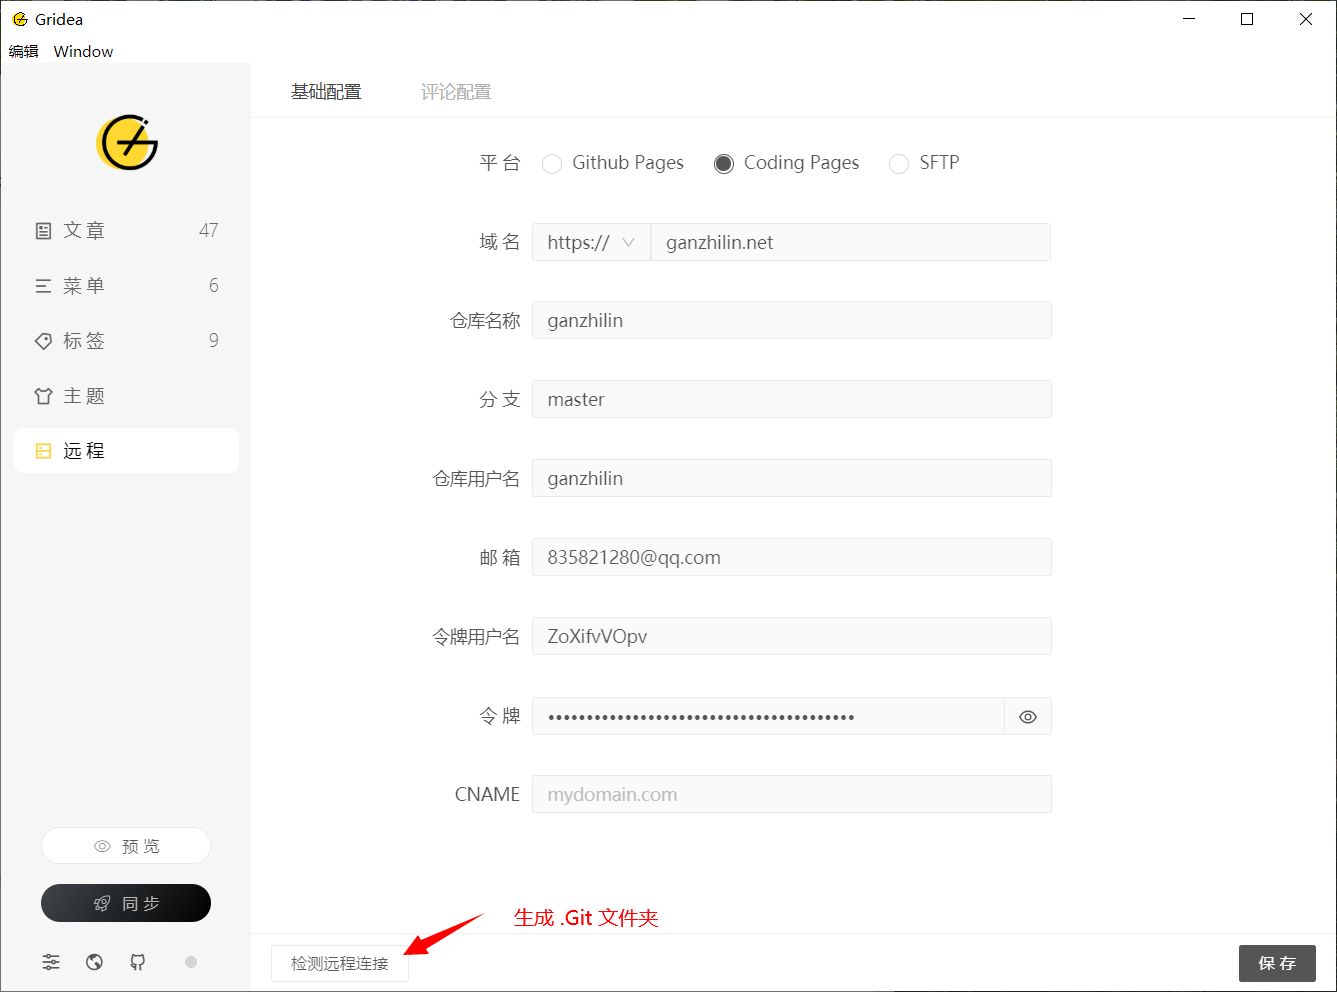 Gridea
编辑 Window
基础配置 评论配置
平台 Github Pages Coding Pages SFTP
文章 47
域名 https:// ganzhilin.net
菜单 6
仓库名称 ganzhilin
标签 9
主题
分支 master
远程
仓库用户名 ganzhilin
邮箱 835821280@qq.com
令牌用户名 ZoXifvVOpv
令牌 ••••••••••••••••••••••••••••••••••••••••
CNAME mydomain.com
预览
同步
生成 .Git 文件夹
检测远程连接
保存